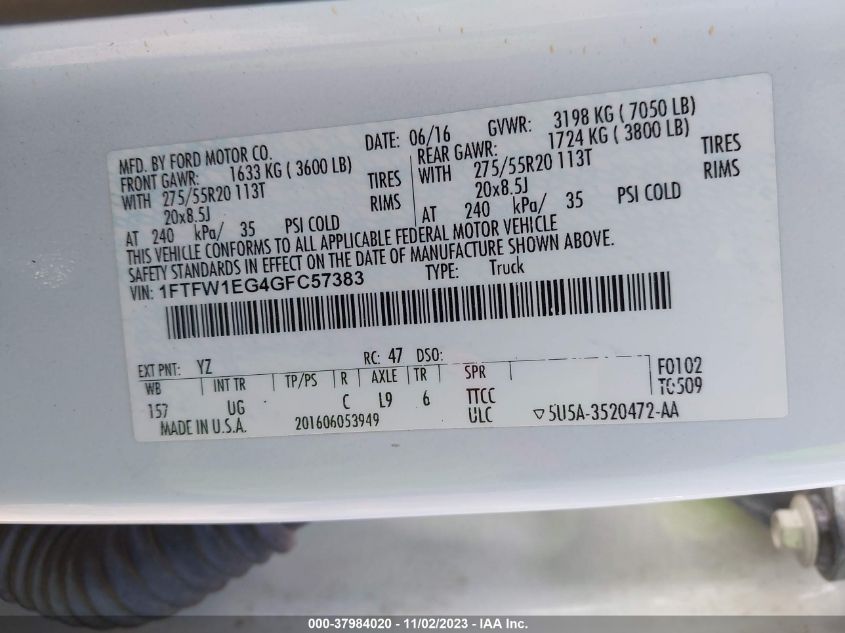 MFD. BY FORD MOTOR CO. DATE: 06/16 GVWR: 3198 KG ( 7050 LB)
FRONT GAWR: 1633 KG ( 3600 LB) REAR GAWR: 1724 KG ( 3800 LB)
WITH 275/55R20 113T TIRES WITH 275/55R20 113T TIRES
20x8.5J RIMS 20x8.5J RIMS
AT 240 kPa/ 35 PSI COLD AT 240 kPa/ 35 PSI COLD
THIS VEHICLE CONFORMS TO ALL APPLICABLE FEDERAL MOTOR VEHICLE
SAFETY STANDARDS IN EFFECT ON THE DATE OF MANUFACTURE SHOWN ABOVE.
VIN: 1FTFW1EG4GFC57383 TYPE: Truck
EXT PNT: YZ RC: 47 DSO:
WB INT TR TP/PS R AXLE TR SPR F0102
157 UG C L9 6 TTCC T0509
MADE IN U.S.A. 201606053949 ULC ▽5U5A-3520472-AA
000-37984020 - 11/02/2023 - IAA Inc.